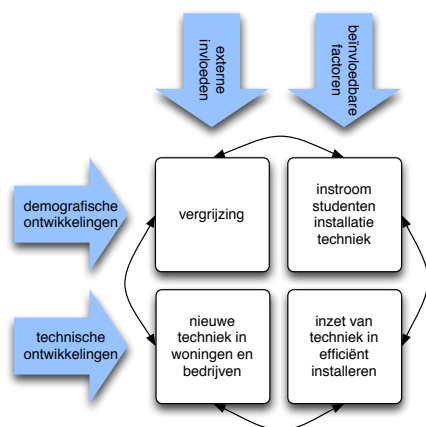 externe
invloeden
beïnvloedbare
factoren
demografische
ontwikkelingen
vergrijzing
instroom
studenten
installatie
techniek
technische
ontwikkelingen
nieuwe
techniek in
woningen en
bedrijven
inzet van
techniek in
efficiënt
installeren